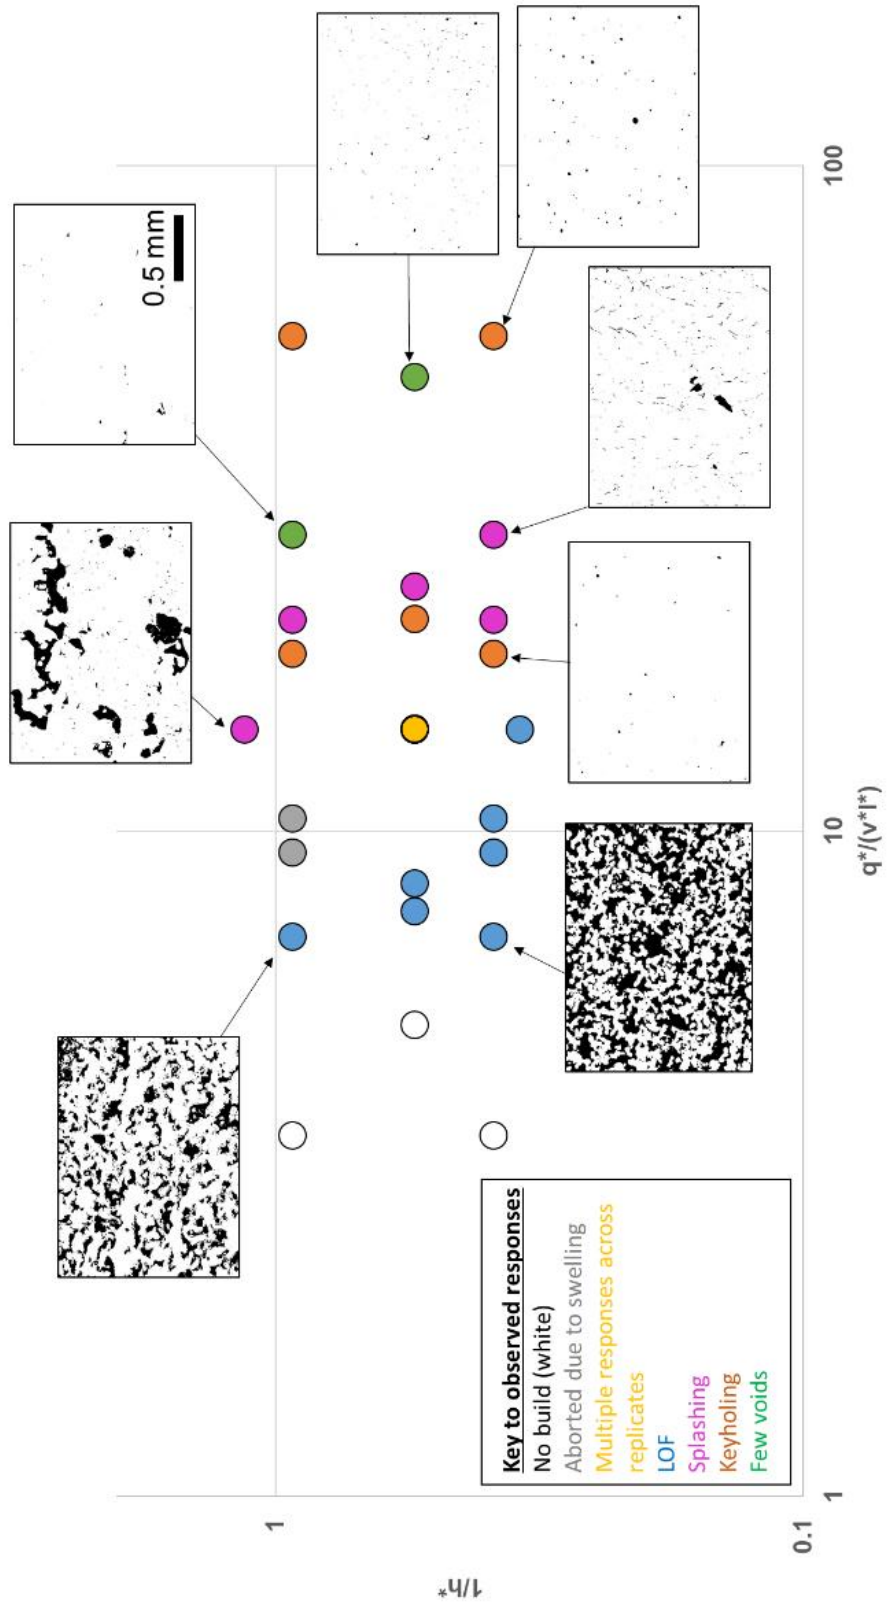 0.5 mm
1/h*
1
0.1
1
10
100
q*/(v*l*)
Key to observed responses
No build (white)
Aborted due to swelling
Multiple responses across
replicates
LOF
Splashing
Keyholing
Few voids